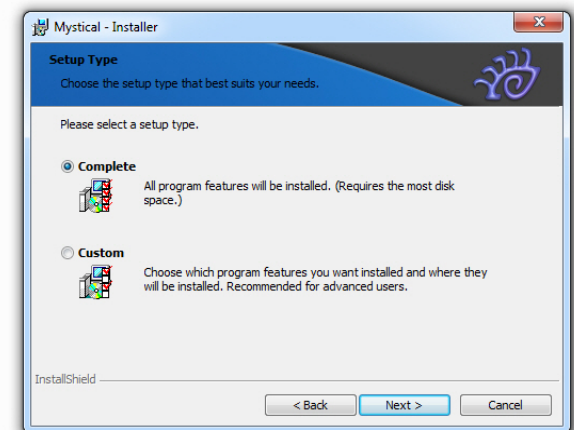 Mystical - Installer
Setup Type
Choose the setup type that best suits your needs.
Please select a setup type.
Complete
All program features will be installed. (Requires the most disk
space.)
Custom
Choose which program features you want installed and where they
will be installed. Recommended for advanced users.
InstallShield
< Back Next > Cancel